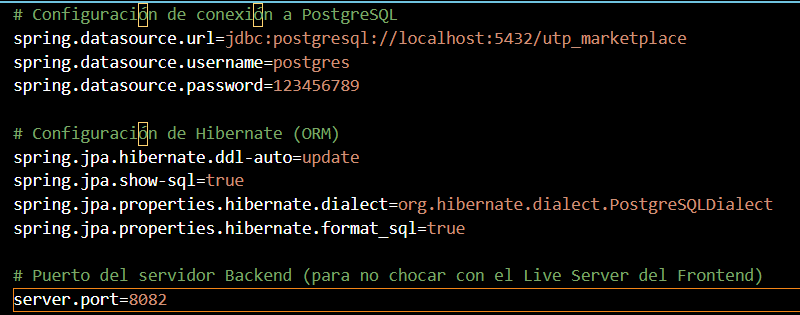 # Configuración de conexión a PostgreSQL
spring.datasource.url=jdbc:postgresql://localhost:5432/utp_marketplace
spring.datasource.username=postgres
spring.datasource.password=123456789
# Configuración de Hibernate (ORM)
spring.jpa.hibernate.ddl-auto=update
spring.jpa.show-sql=true
spring.jpa.properties.hibernate.dialect=org.hibernate.dialect.PostgreSQLDialect
spring.jpa.properties.hibernate.format_sql=true
# Puerto del servidor Backend (para no chocar con el Live Server del Frontend)
server.port=8082